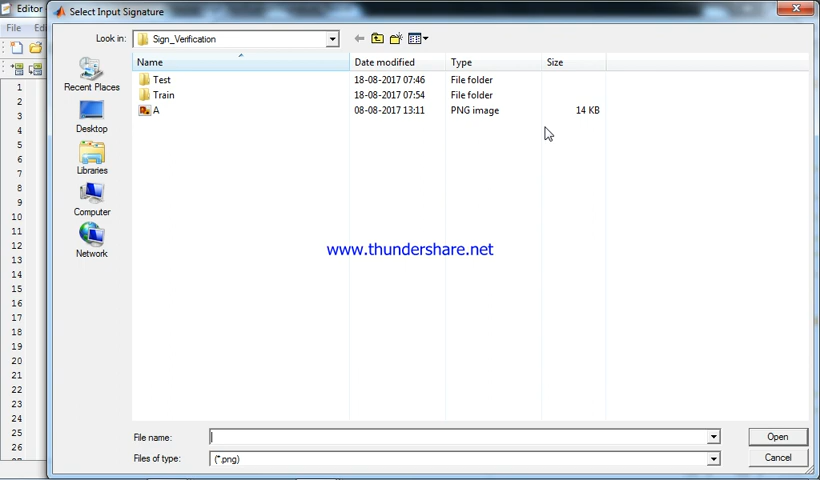 Editor
Select Input Signature
File
Look in: Sign_Verification
Name Date modified Type Size
Test 18-08-2017 07:46 File folder
Train 18-08-2017 07:54 File folder
A 08-08-2017 13:11 PNG image 14 KB
Recent Places
Desktop
Libraries
Computer
Network
1
2
3
4
5
6
7
8
9
10
11
12
13
14
15
16
17
18
19
20
21
22
23
24
25
26
www.thundershare.net
File name: Open
Files of type: (*.png) Cancel